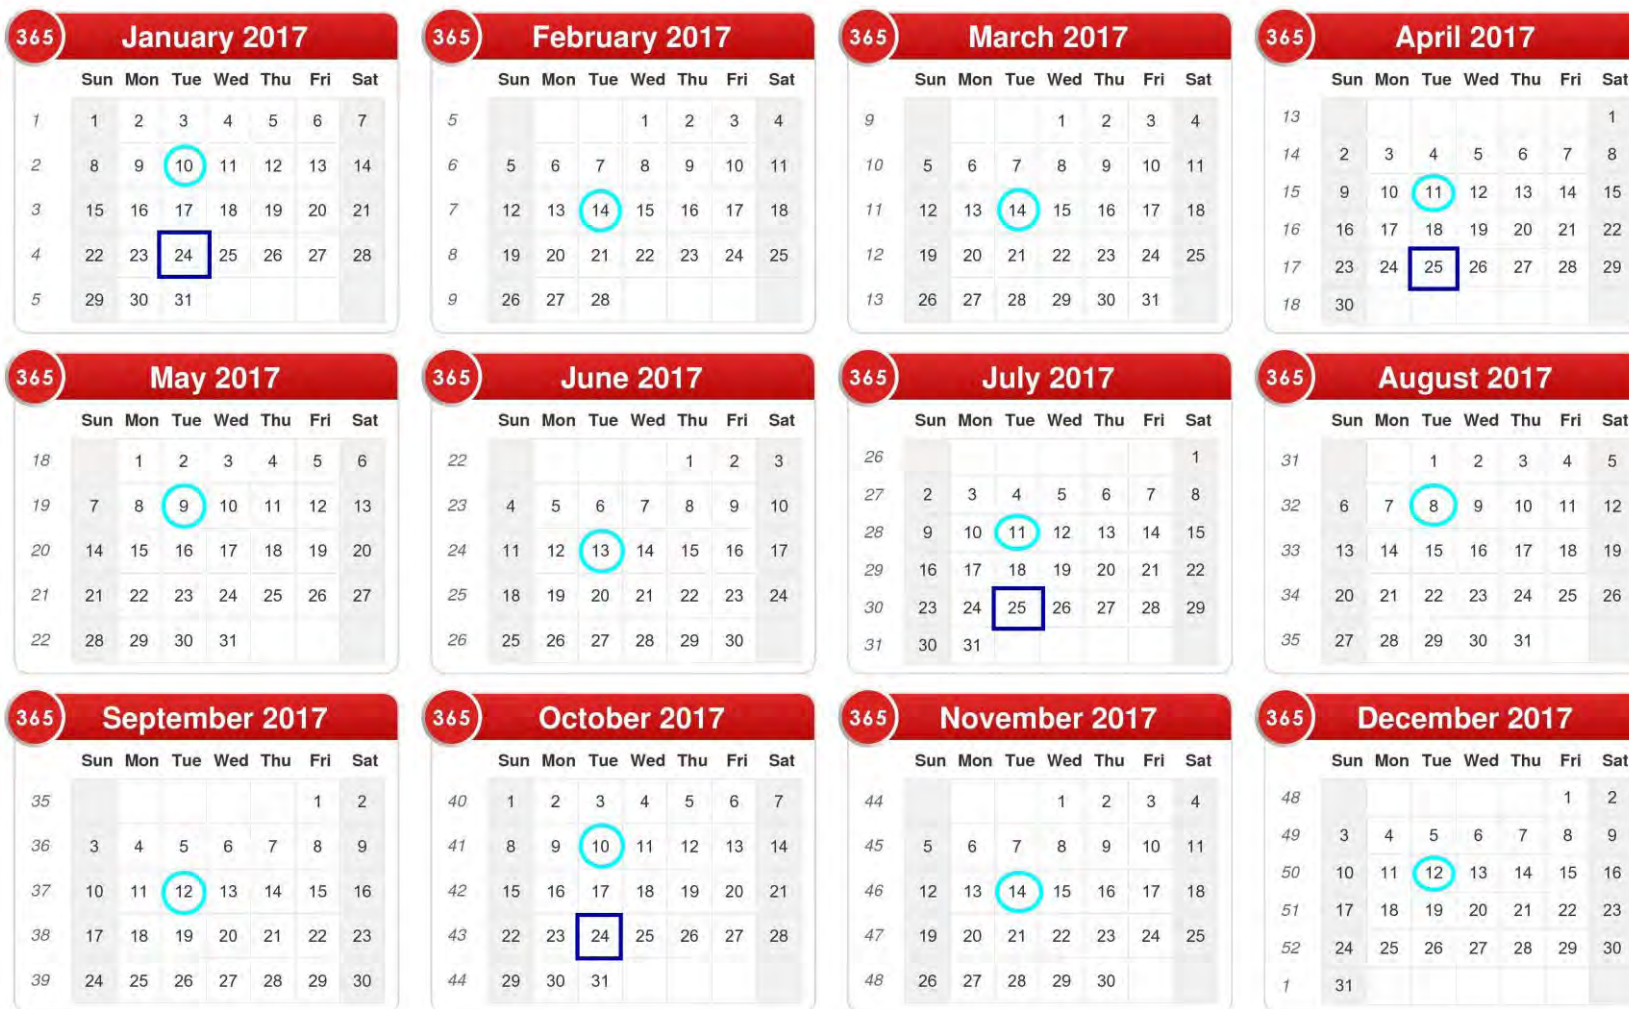 365 January 2017
Sun Mon Tue Wed Thu Fri Sat
1 1 2 3 4 5 6 7
2 8 9 10 11 12 13 14
3 15 16 17 18 19 20 21
4 22 23 24 25 26 27 28
5 29 30 31
365 February 2017
Sun Mon Tue Wed Thu Fri Sat
5 1 2 3 4
6 5 6 7 8 9 10 11
7 12 13 14 15 16 17 18
8 19 20 21 22 23 24 25
9 26 27 28
365 March 2017
Sun Mon Tue Wed Thu Fri Sat
9 1 2 3 4
10 5 6 7 8 9 10 11
11 12 13 14 15 16 17 18
12 19 20 21 22 23 24 25
13 26 27 28 29 30 31
365 April 2017
Sun Mon Tue Wed Thu Fri Sat
13 1
14 2 3 4 5 6 7 8
15 9 10 11 12 13 14 15
16 16 17 18 19 20 21 22
17 23 24 25 26 27 28 29
18 30
365 May 2017
Sun Mon Tue Wed Thu Fri Sat
18 1 2 3 4 5 6
19 7 8 9 10 11 12 13
20 14 15 16 17 18 19 20
21 21 22 23 24 25 26 27
22 28 29 30 31
365 June 2017
Sun Mon Tue Wed Thu Fri Sat
22 1 2 3
23 4 5 6 7 8 9 10
24 11 12 13 14 15 16 17
25 18 19 20 21 22 23 24
26 25 26 27 28 29 30
365 July 2017
Sun Mon Tue Wed Thu Fri Sat
26 1
27 2 3 4 5 6 7 8
28 9 10 11 12 13 14 15
29 16 17 18 19 20 21 22
30 23 24 25 26 27 28 29
31 30 31
365 August 2017
Sun Mon Tue Wed Thu Fri Sat
31 1 2 3 4 5
32 6 7 8 9 10 11 12
33 13 14 15 16 17 18 19
34 20 21 22 23 24 25 26
35 27 28 29 30 31
365 September 2017
Sun Mon Tue Wed Thu Fri Sat
35 1 2
36 3 4 5 6 7 8 9
37 10 11 12 13 14 15 16
38 17 18 19 20 21 22 23
39 24 25 26 27 28 29 30
365 October 2017
Sun Mon Tue Wed Thu Fri Sat
40 1 2 3 4 5 6 7
41 8 9 10 11 12 13 14
42 15 16 17 18 19 20 21
43 22 23 24 25 26 27 28
44 29 30 31
365 November 2017
Sun Mon Tue Wed Thu Fri Sat
44 1 2 3 4
45 5 6 7 8 9 10 11
46 12 13 14 15 16 17 18
47 19 20 21 22 23 24 25
48 26 27 28 29 30
365 December 2017
Sun Mon Tue Wed Thu Fri Sat
48 1 2
49 3 4 5 6 7 8 9
50 10 11 12 13 14 15 16
51 17 18 19 20 21 22 23
52 24 25 26 27 28 29 30
1 31